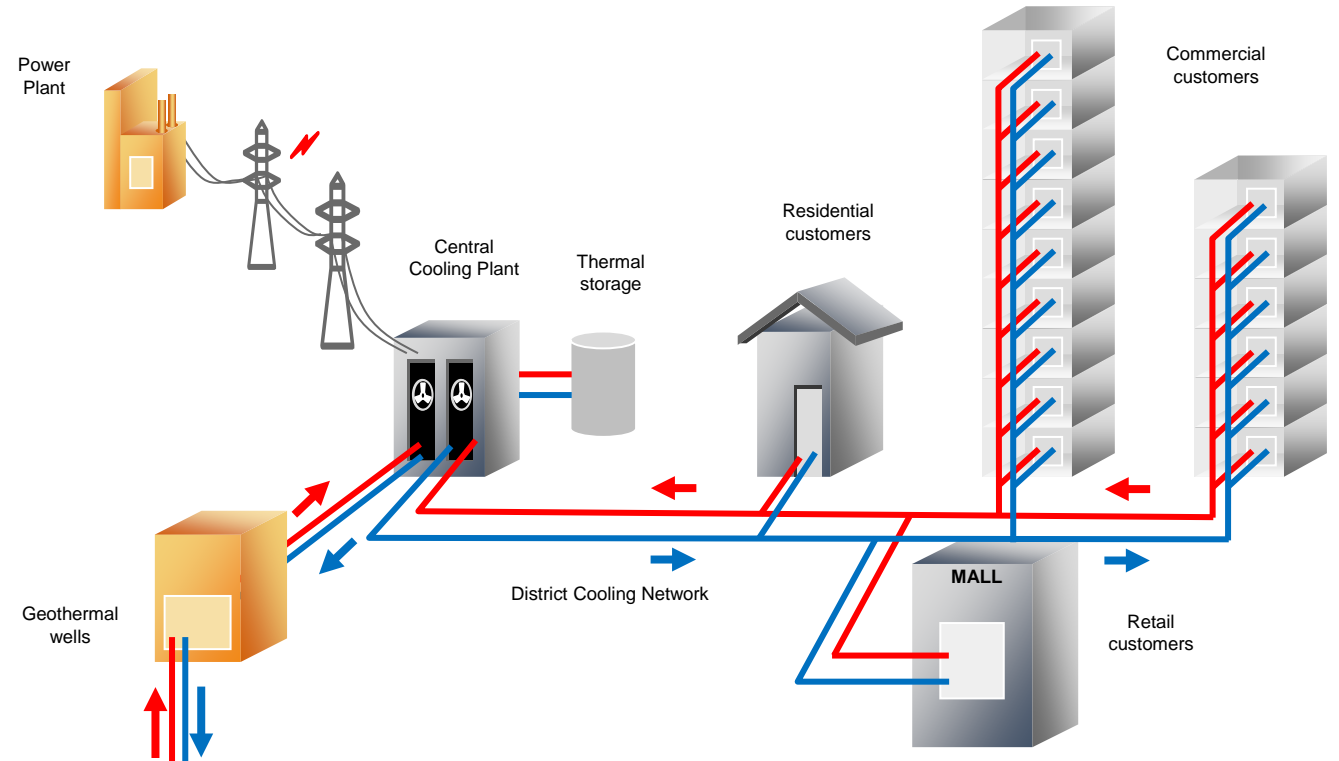 Power
Plant
Commercial
customers
Residential
customers
Central
Cooling Plant
Thermal
storage
MALL
District Cooling Network
Geothermal
wells
Retail
customers